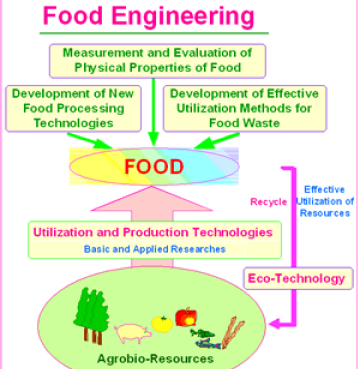 Food Engineering
Measurement and Evaluation of
Physical Properties of Food
Development of New
Food Processing
Technologies
Development of Effective
Utilization Methods for
Food Waste
FOOD
Recycle
Effective
Utilization of
Resources
Utilization and Production Technologies
Basic and Applied Researches
Eco-Technology
Agrobio-Resources